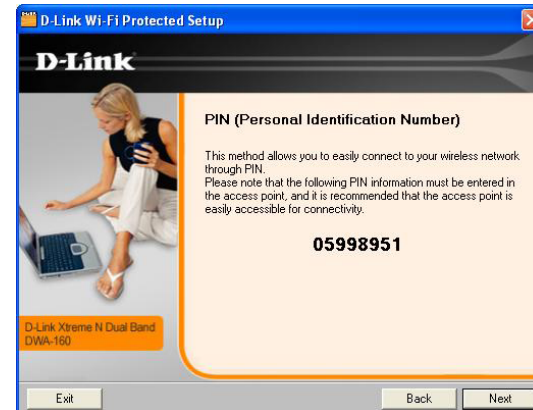 D-Link Wi-Fi Protected Setup
D-Link
PIN (Personal Identification Number)
This method allows you to easily connect to your wireless network
through PIN.
Please note that the following PIN information must be entered in
the access point, and it is recommended that the access point is
easily accessible for connectivity.
05998951
D-Link Xtreme N Dual Band
DWA-160
Exit
Back
Next